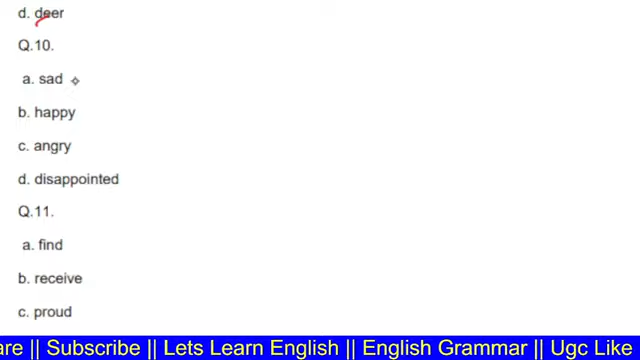 d. deer
Q.10.
a. sad
b. happy
c. angry
d. disappointed
Q.11.
a. find
b. receive
c. proud
are || Subscribe || Lets Learn English || English Grammar || Ugc Like